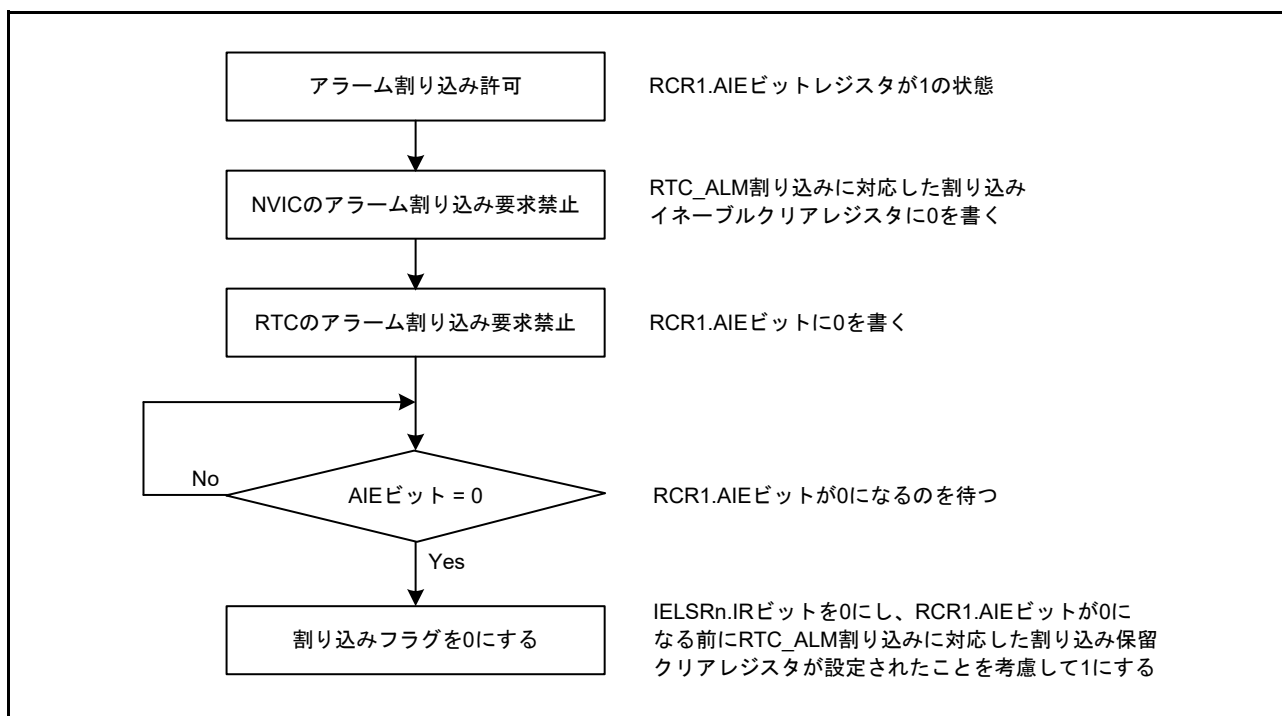 アラーム割り込み許可
RCR1.AIEビットレジスタが1の状態
NVICのアラーム割り込み要求禁止
RTC_ALM割り込みに対応した割り込み
イネーブルクリアレジスタに0を書く
RTCのアラーム割り込み要求禁止
RCR1.AIEビットに0を書く
No
AIEビット = 0
RCR1.AIEビットが0になるのを待つ
Yes
割り込みフラグを0にする
IELSRn.IRビットを0にし、RCR1.AIEビットが0に
なる前にRTC_ALM割り込みに対応した割り込み保留
クリアレジスタが設定されたことを考慮して1にする